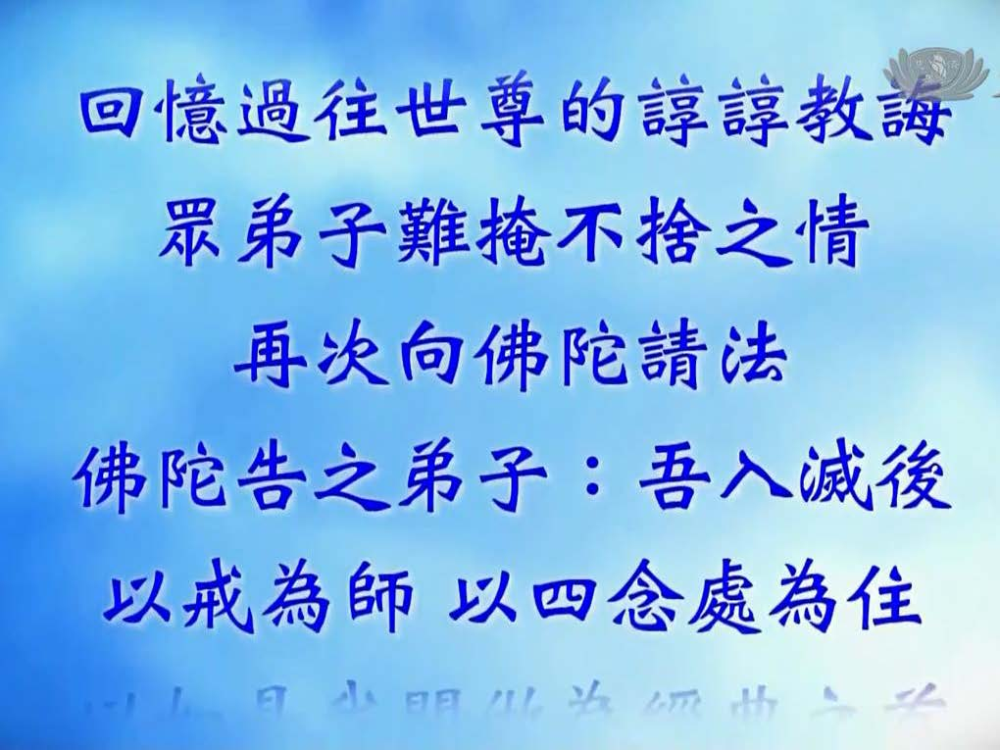 回憶過往世尊的諄諄教誨
眾弟子難掩不捨之情
再次向佛陀請法
佛陀告之弟子：吾入滅後
以戒為師 以四念處為住